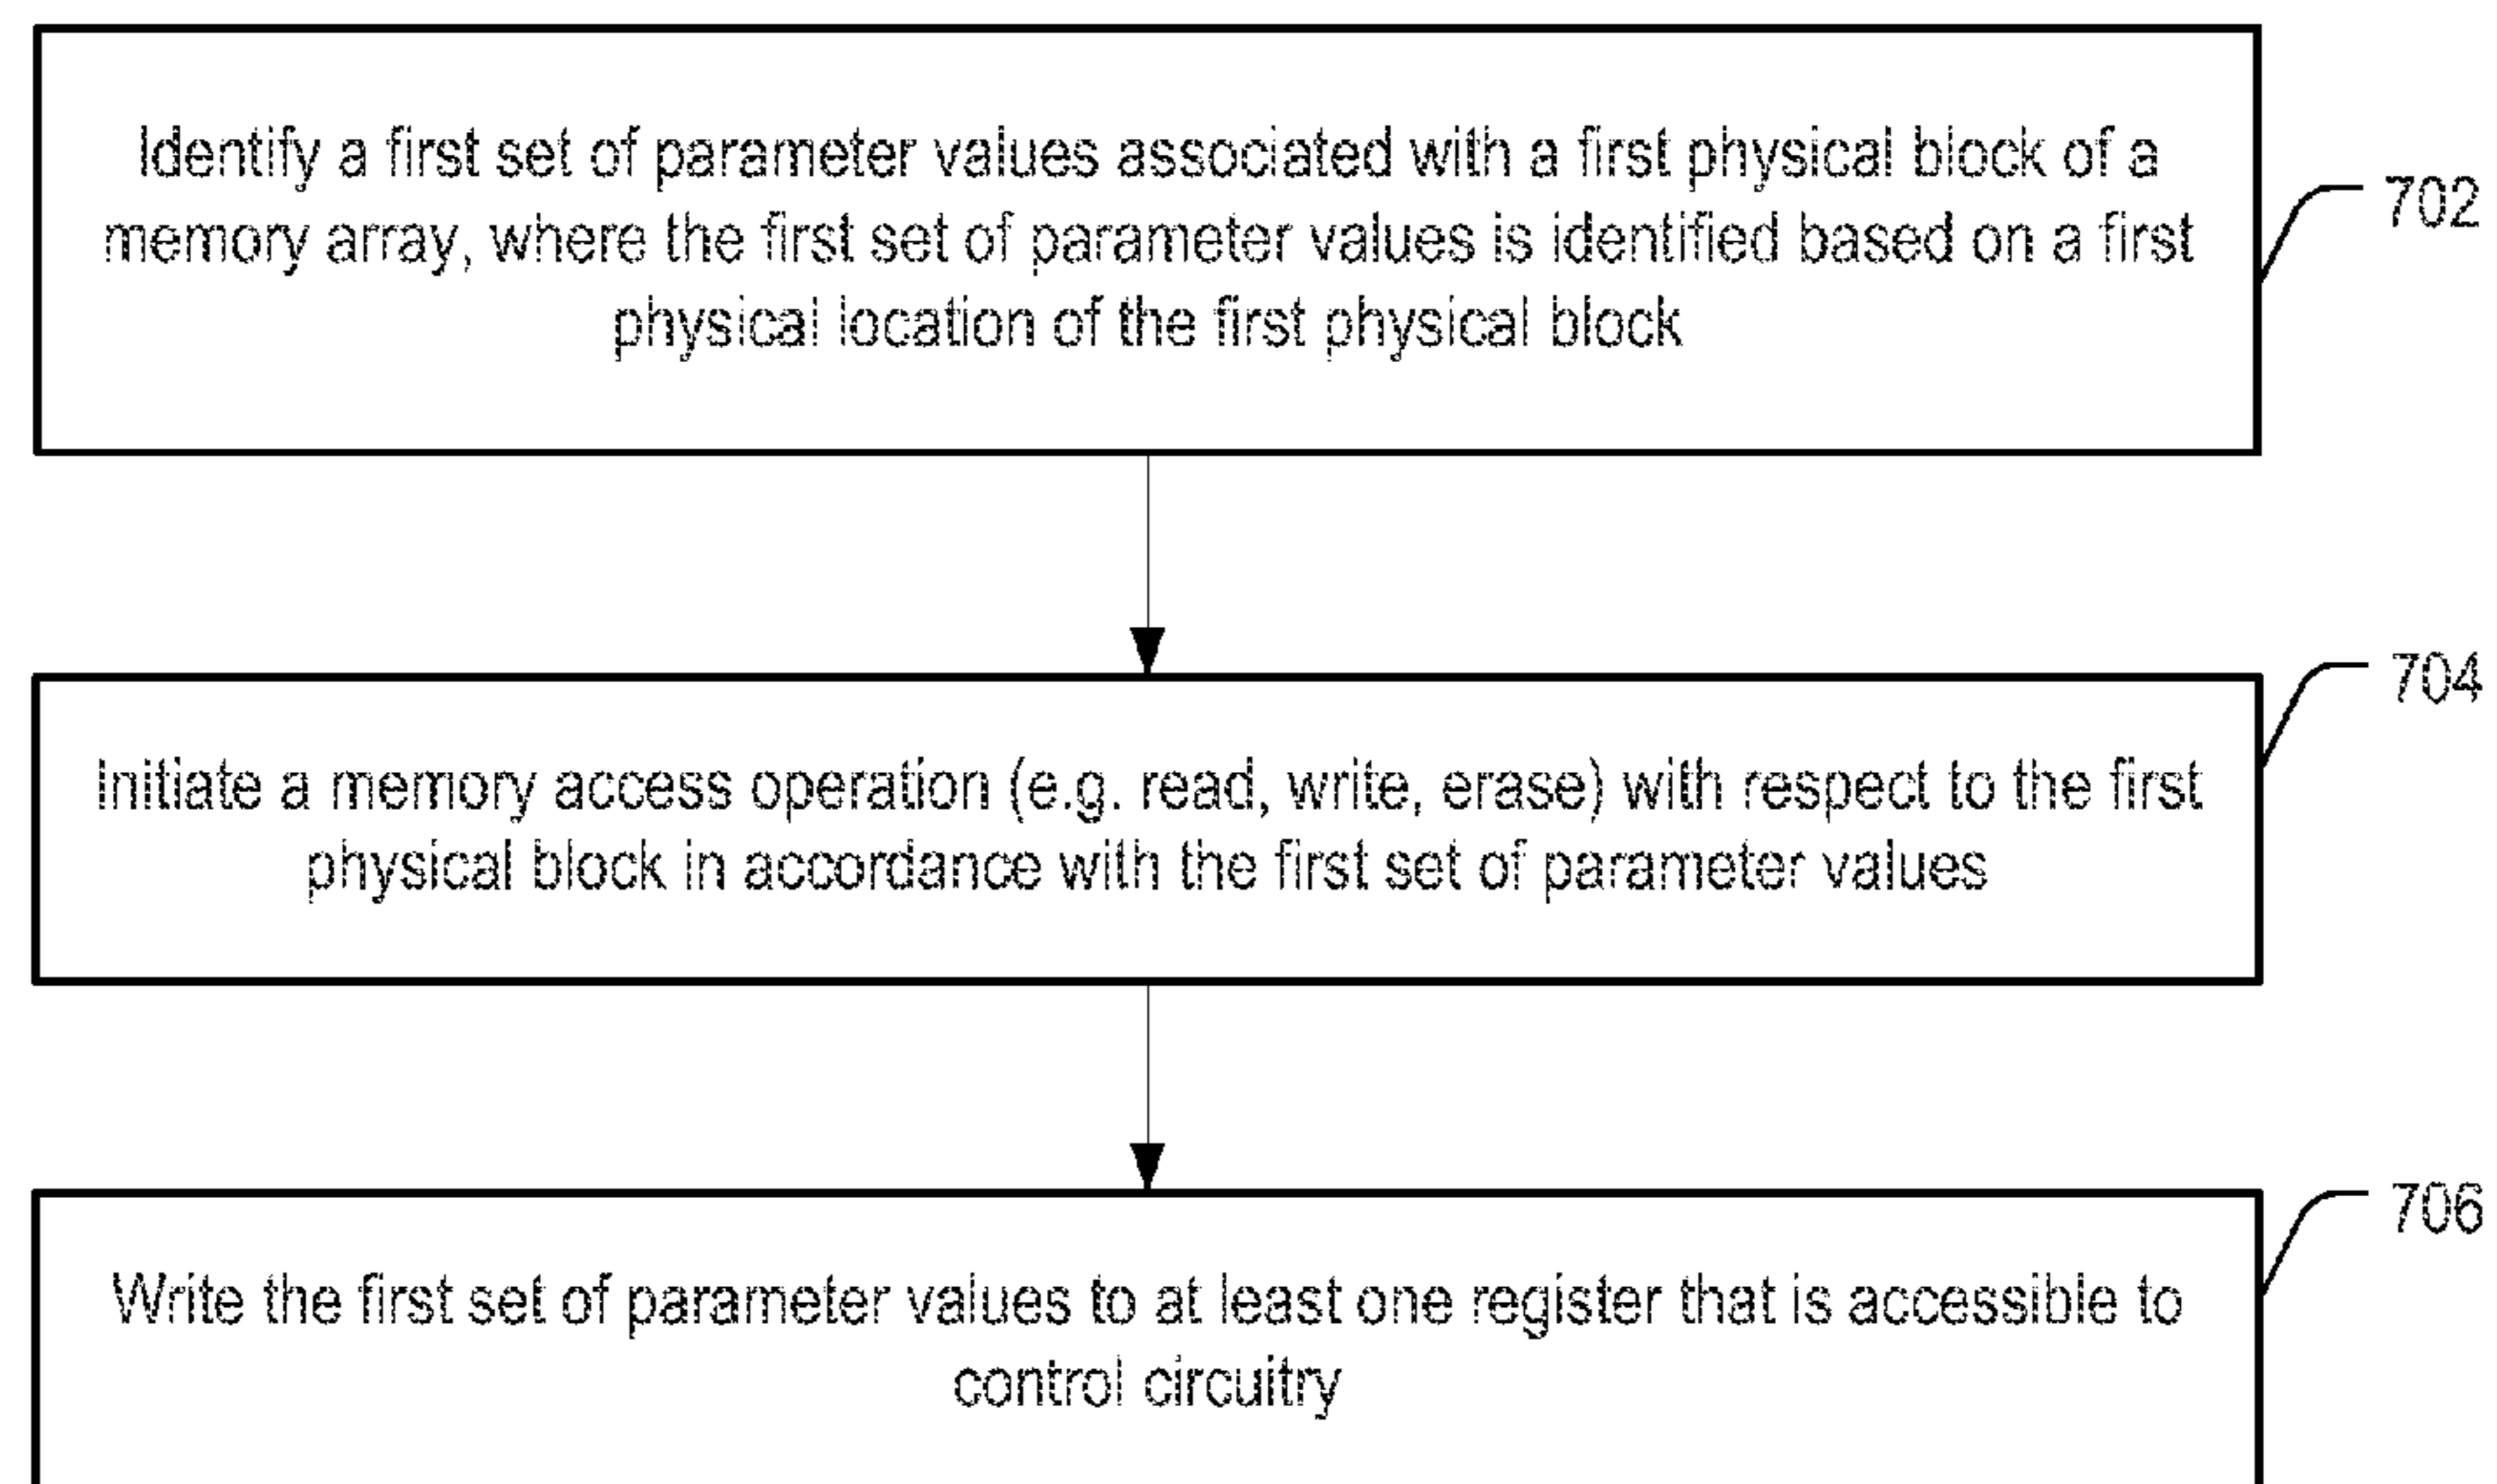 Identify a first set of parameter values associated with a first physical block of a
memory array, where the first set of parameter values is identified based on a first
physical location of the first physical block
702
704
Initiate a memory access operation (e.g. read, write, erase) with respect to the first
physical block in accordance with the first set of parameter values
706
Write the first set of parameter values to at least one register that is accessible to
control circuitry